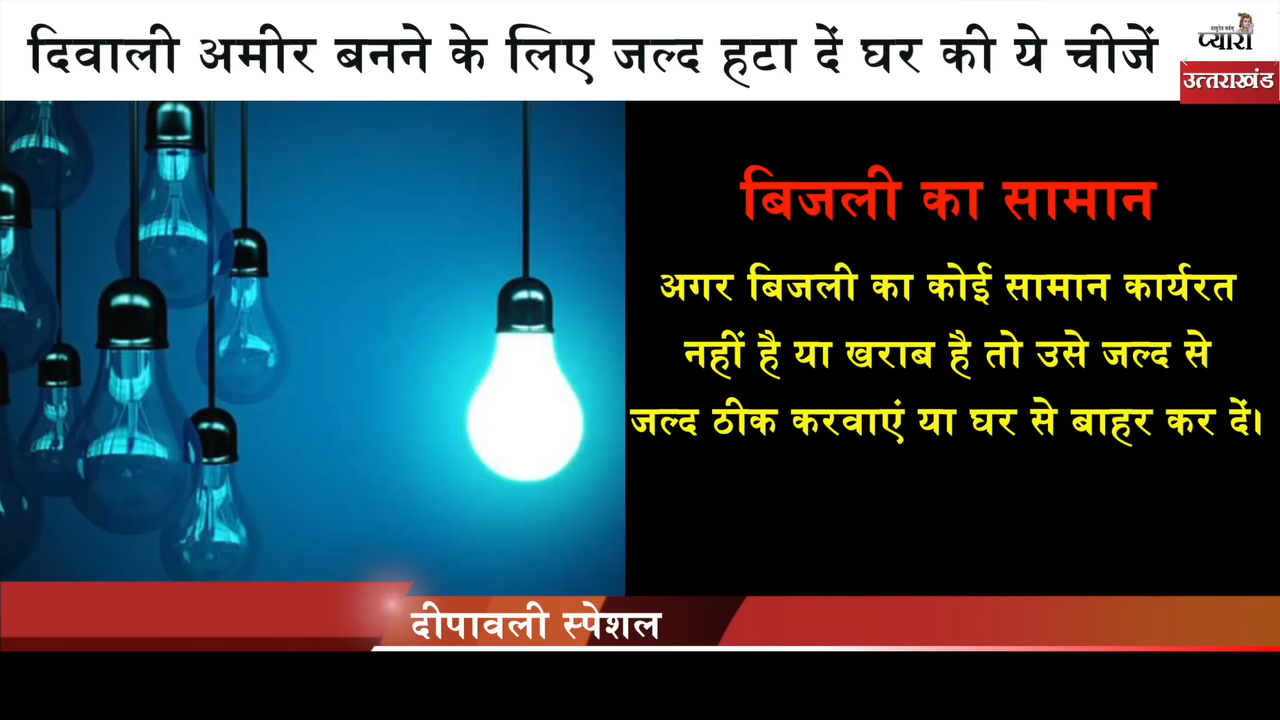 दिवाली अमीर बनने के लिए जल्द हटा दें घर की ये चीजें
प्यारा
उत्तराखंड
बिजली का सामान
अगर बिजली का कोई सामान कार्यरत
नहीं है या खराब है तो उसे जल्द से
जल्द ठीक करवाएं या घर से बाहर कर दें।
दीपावली स्पेशल